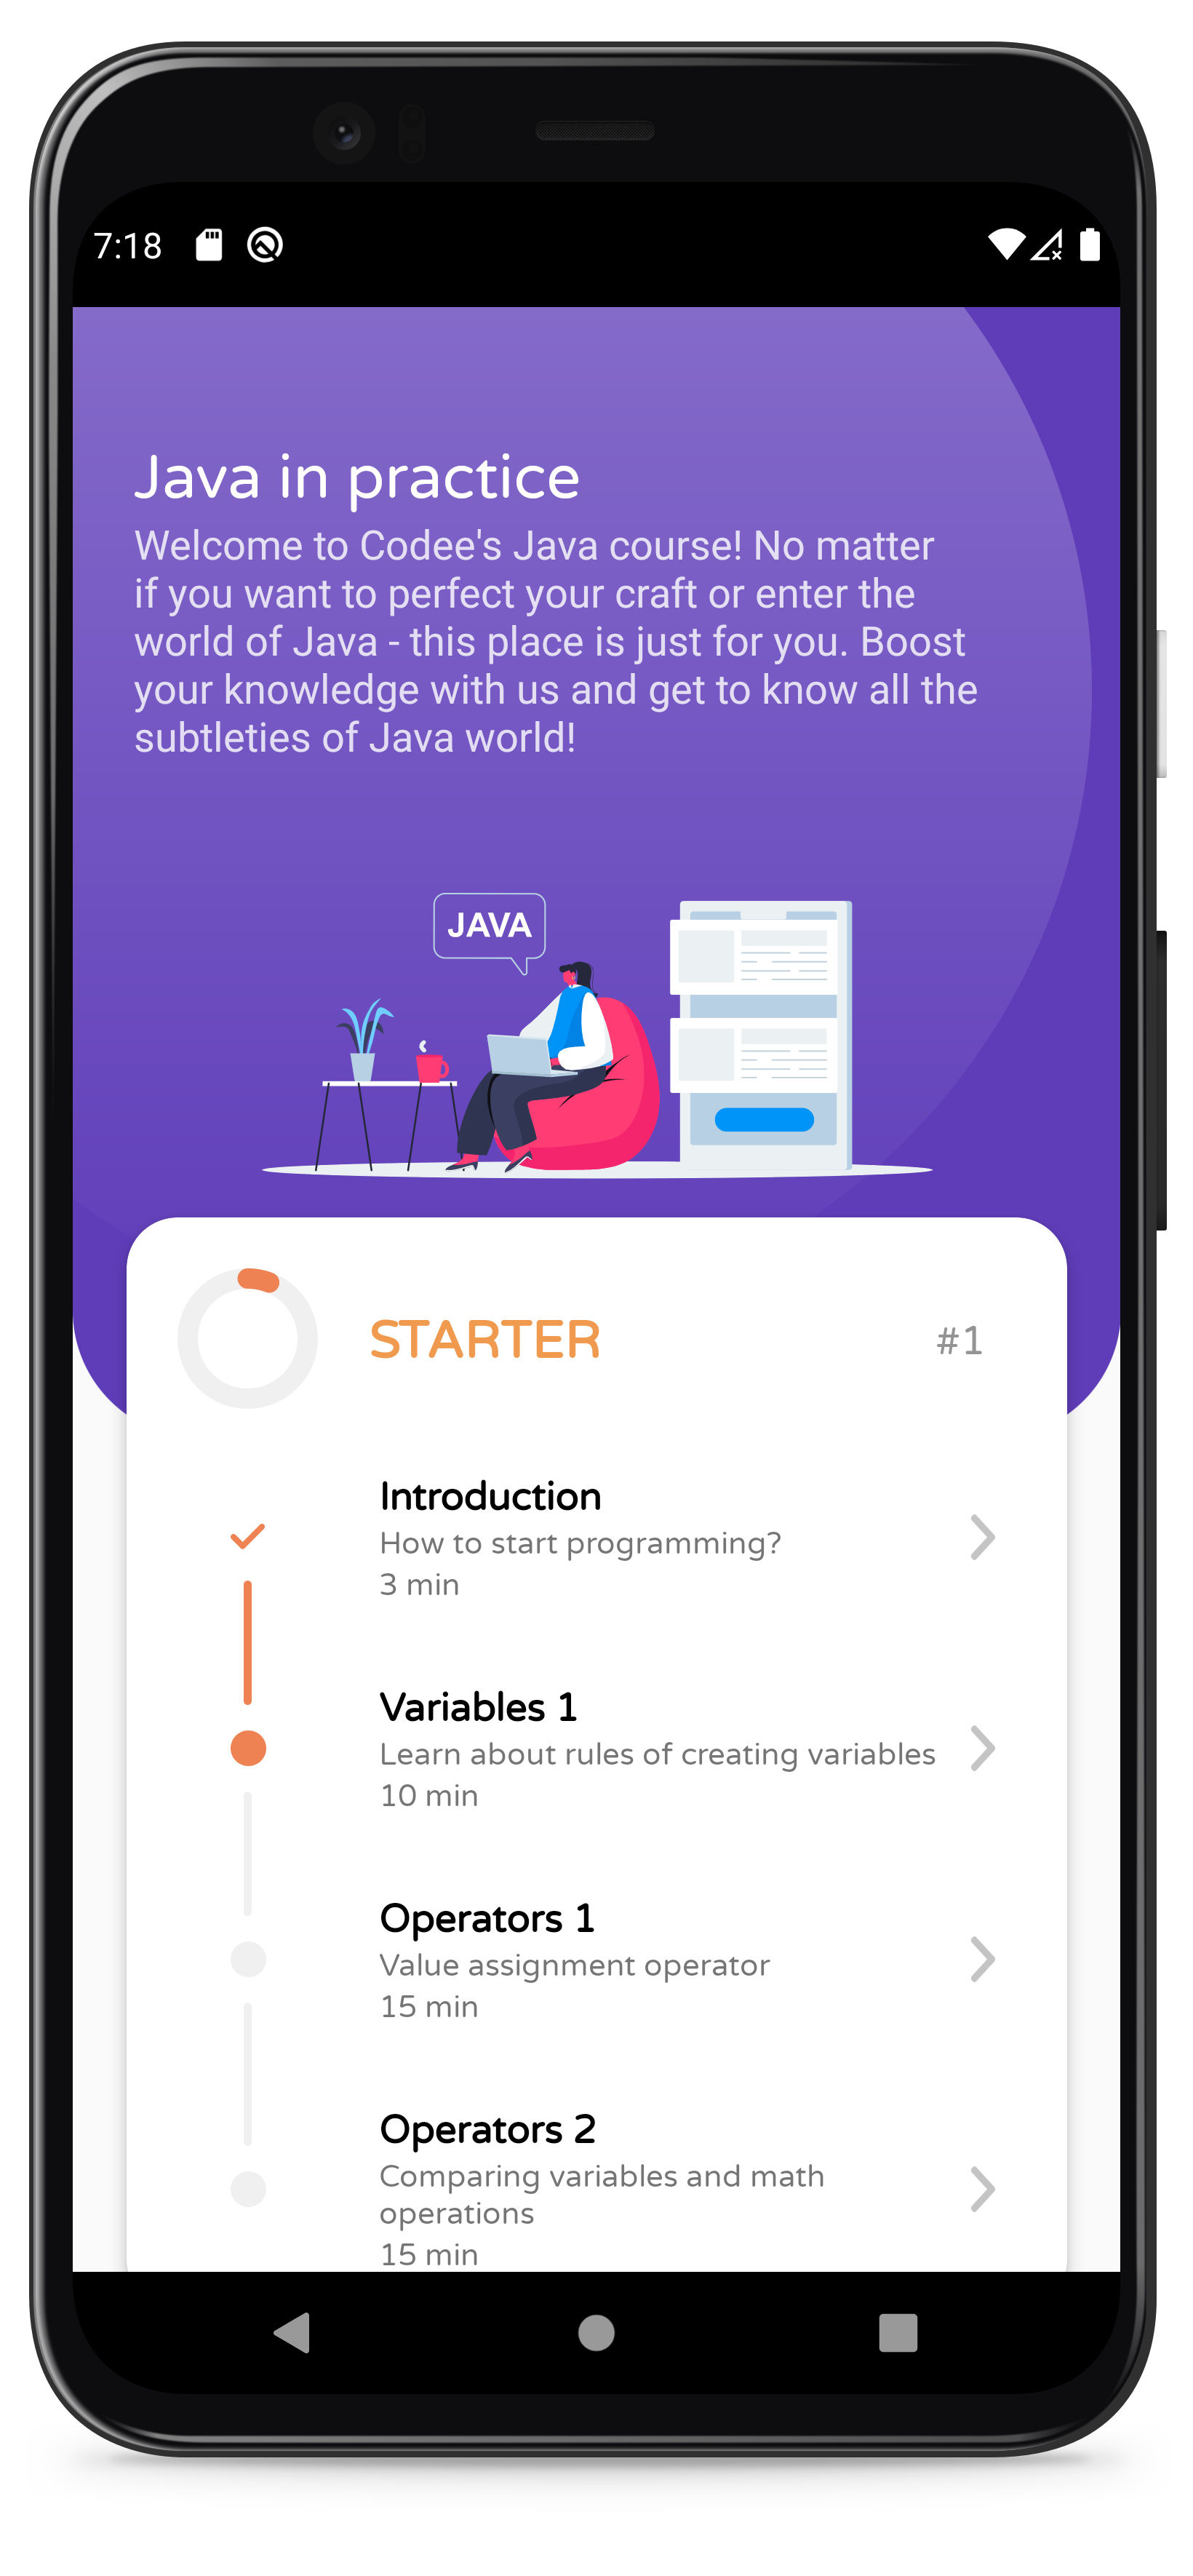 7:18
Java in practice
Welcome to Codee's Java course! No matter
if you want to perfect your craft or enter the
world of Java - this place is just for you. Boost
your knowledge with us and get to know all the
subtleties of Java world!
JAVA
STARTER
#1
Introduction
How to start programming?
3 min
Variables 1
Learn about rules of creating variables
10 min
Operators 1
Value assignment operator
15 min
Operators 2
Comparing variables and math
operations
15 min